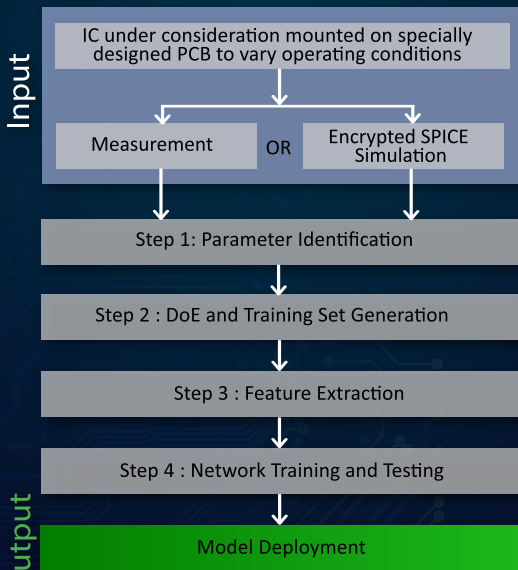 Input
IC under consideration mounted on specially
designed PCB to vary operating conditions
Measurement
OR
Encrypted SPICE
Simulation
Step 1: Parameter Identification
Step 2 : DoE and Training Set Generation
Step 3 : Feature Extraction
Step 4 : Network Training and Testing
utput
Model Deployment